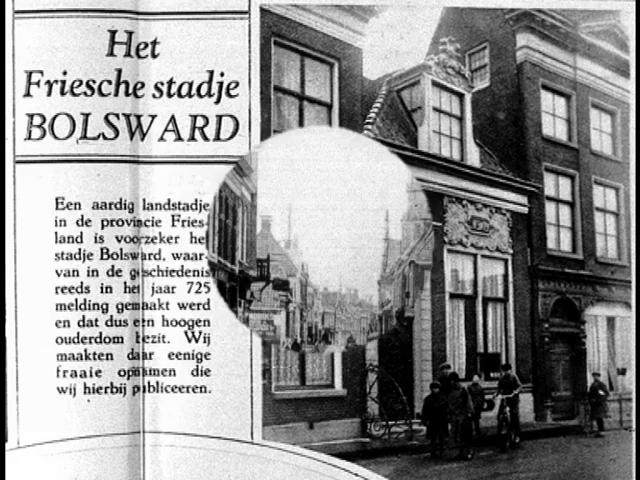 Het
Friesche stadje
BOLSWARD
Een aardig landstadje
in de provincie Fries-
land is voorzeker het
stadje Bolsward, waar-
van in de geschiedenis
reeds in het jaar 725
melding gemaakt werd
en dat dus een hoogen
ouderdom bezit. Wij
maakten daar eenige
fraaie opnamen die
wij hierbij publiceeren.